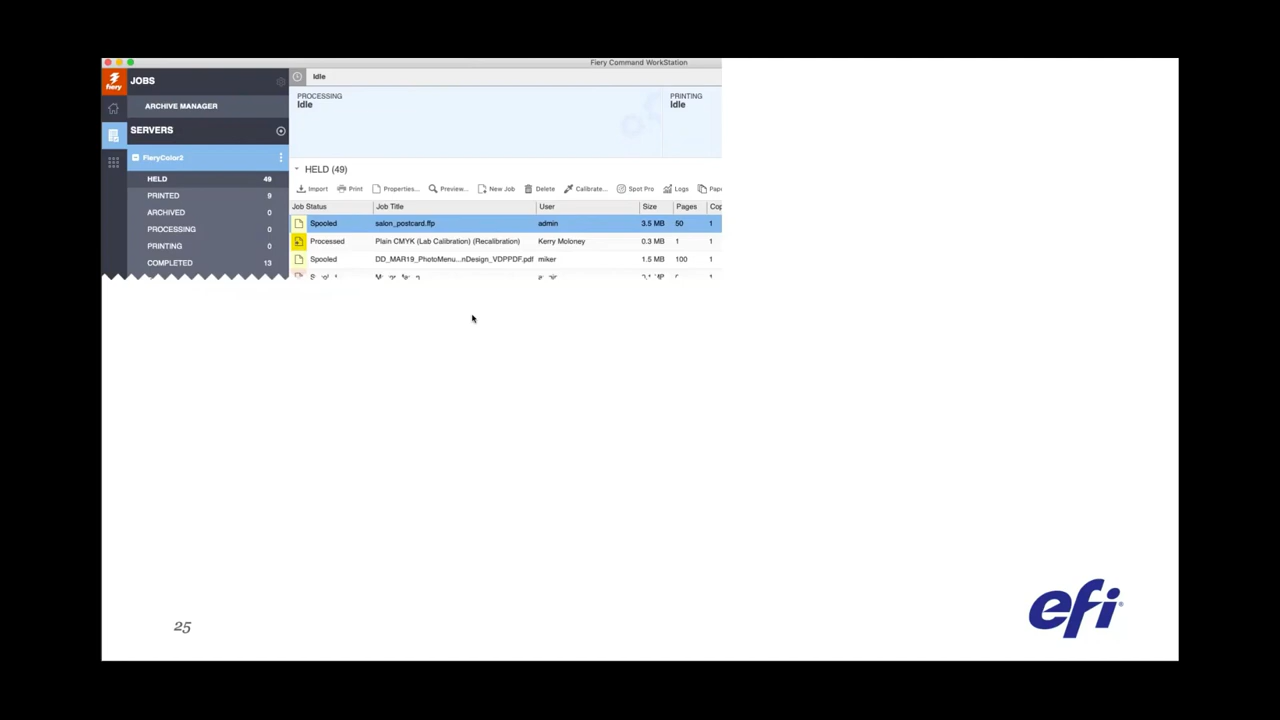 Fiery Command WorkStation
fiery
JOBS
ARCHIVE MANAGER
SERVERS
FieryColor2
HELD 49
PRINTED 9
ARCHIVED 0
PROCESSING 0
PRINTING 0
COMPLETED 13
Idle
PROCESSING
Idle
PRINTING
Idle
HELD (49)
Import Print Properties... Preview... New Job Delete Calibrate... Spot Pro Logs
Job Status Job Title User Size Pages
Spooled salon_postcard.ffp admin 3.5 MB 50 1
Processed Plain CMYK (Lab Calibration) (Recalibration) Kerry Moloney 0.3 MB 1 1
Spooled DD_MAR19_PhotoMenu...nDesign_VDPPDF.pdf miker 1.5 MB 100 1
25
efi